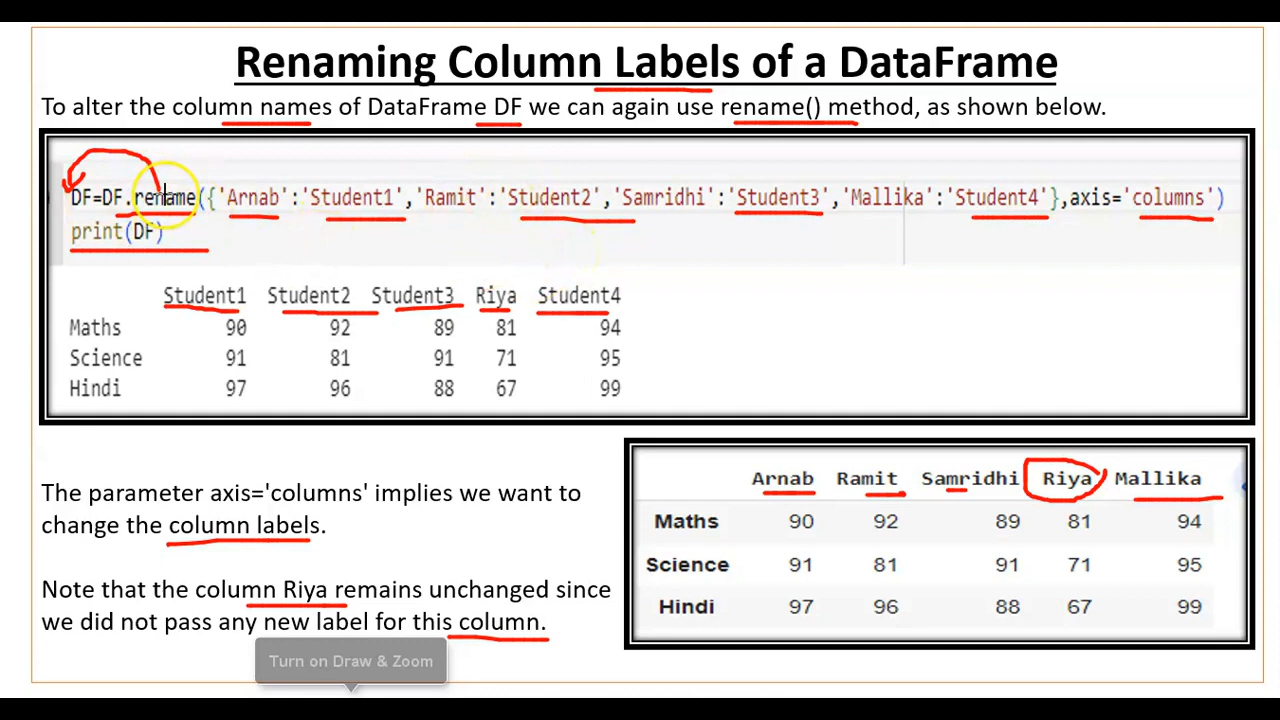 Renaming Column Labels of a DataFrame
To alter the column names of DataFrame DF we can again use rename() method, as shown below.
DF=DF.rename({'Arnab':'Student1','Ramit':'Student2','Samridhi':'Student3','Mallika':'Student4'},axis='columns')
print(DF)
Student1 Student2 Student3 Riya Student4
Maths 90 92 89 81 94
Science 91 81 91 71 95
Hindi 97 96 88 67 99
The parameter axis='columns' implies we want to
change the column labels.
Note that the column Riya remains unchanged since
we did not pass any new label for this column.
Arnab Ramit Samridhi Riya Mallika
Maths 90 92 89 81 94
Science 91 81 91 71 95
Hindi 97 96 88 67 99
Turn on Draw & Zoom